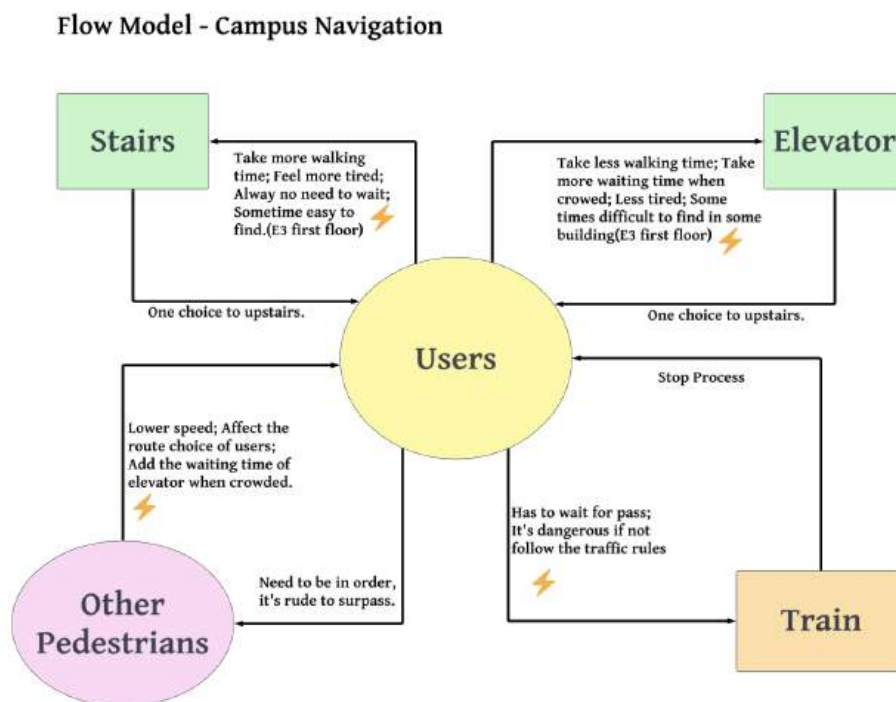 Flow Model - Campus Navigation
Stairs
Elevator
Take more walking
time; Feel more tired;
Alway no need to wait;
Sometime easy to
find.(E3 first floor)
Take less walking time; Take
more waiting time when
crowed; Less tired; Some
times difficult to find in some
building(E3 first floor)
One choice to upstairs.
One choice to upstairs.
Users
Stop Process
Lower speed; Affect the
route choice of users;
Add the waiting time of
elevator when crowded.
Has to wait for pass;
It's dangerous if not
follow the traffic rules
Need to be in order,
it's rude to surpass.
Other
Pedestrians
Train